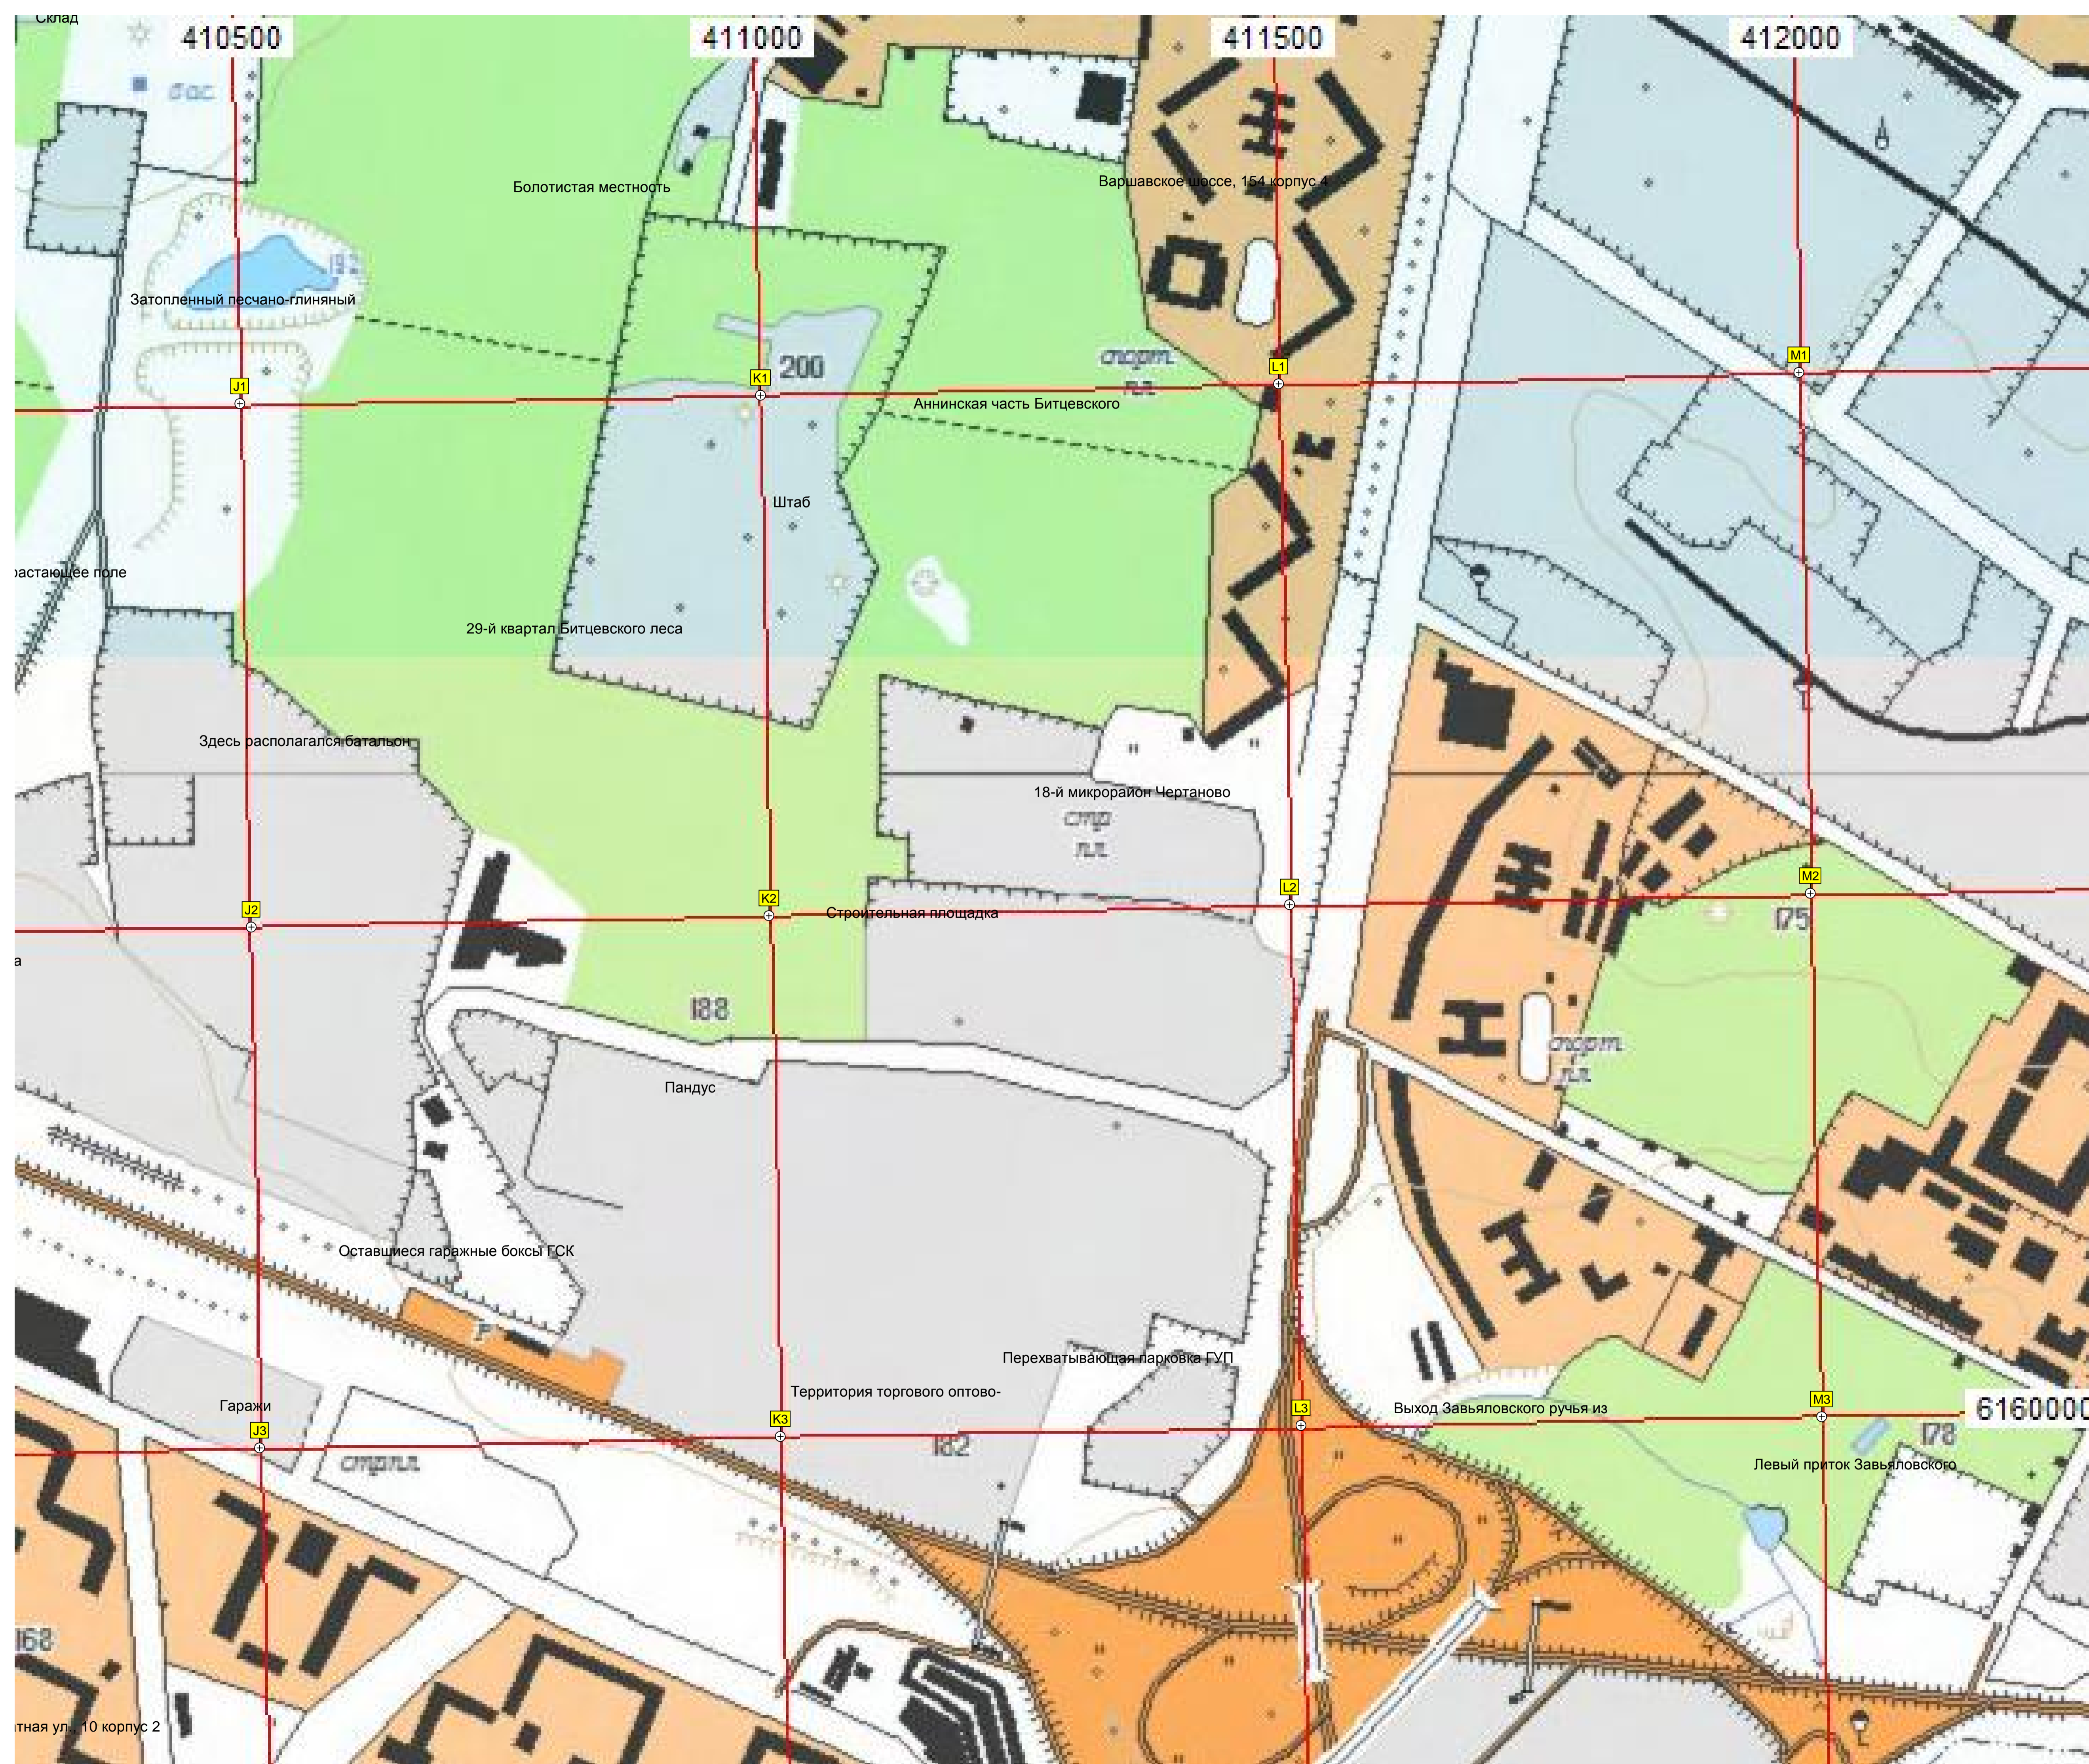 Склад
410500
411000
411500
412000
бас.
Болотистая местность
Варшавское шоссе, 154 корпус 4
192
Затопленный песчано-глиняный
спорт.
пл.
200
J1
K1
L1
M1
Аннинская часть Битцевского
Штаб
растающее поле
29-й квартал Битцевского леса
Здесь располагался батальон
18-й микрорайон Чертаново
стр
пл.
J2
K2
L2
M2
Строительная площадка
175
а
188
спорт.
пл.
Пандус
Оставшиеся гаражные боксы ГСК
Р
Перехватывающая парковка ГУП
Территория торгового оптово-
Гаражи
Выход Завьяловского ручья из
J3
K3
L3
M3
6160000
182
178
стр.пл.
Левый приток Завьяловского
168
тная ул., 10 корпус 2